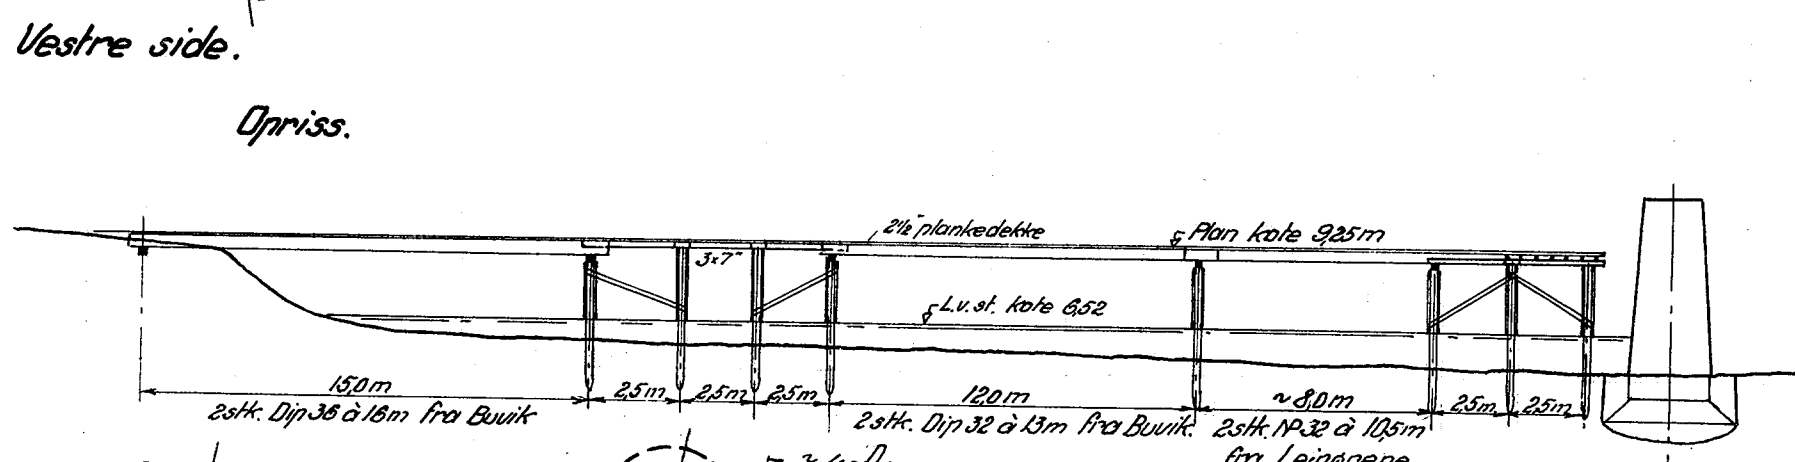 Vestre side.
Opriss.
2½" plankedekke
Plan kote 9,25m
3x7"
L.v.st. kote 6,52
15,0m
2,5m
2,5m
2,5m
12,0m
~8,0m
2,5m
2,5m
2stk. Dip 36 à 16m fra Buvik
2stk. Dip 32 à 13m fra Buvik.
2stk. NP 32 à 10,5m
fra